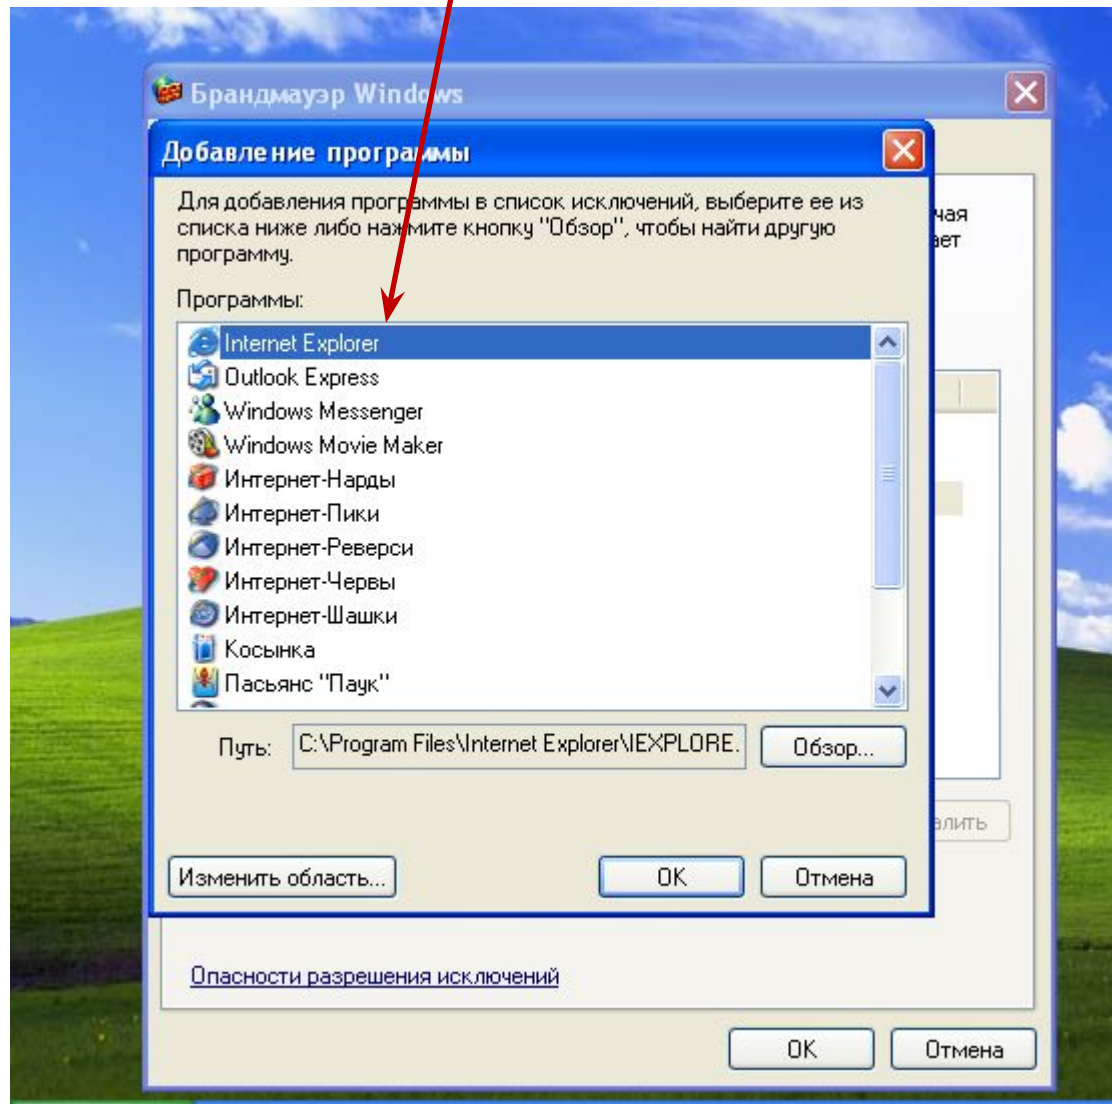 Брандмауэр Windows
Добавление программы
Для добавления программы в список исключений, выберите ее из
списка ниже либо нажмите кнопку "Обзор", чтобы найти другую
программу.
Программы:
Internet Explorer
Outlook Express
Windows Messenger
Windows Movie Maker
Интернет-Нарды
Интернет-Пики
Интернет-Реверси
Интернет-Червы
Интернет-Шашки
Косынка
Пасьянс "Паук"
Путь: C:\Program Files\Internet Explorer\IEXPLORE. Обзор...
Изменить область... OK Отмена
Опасности разрешения исключений
OK Отмена